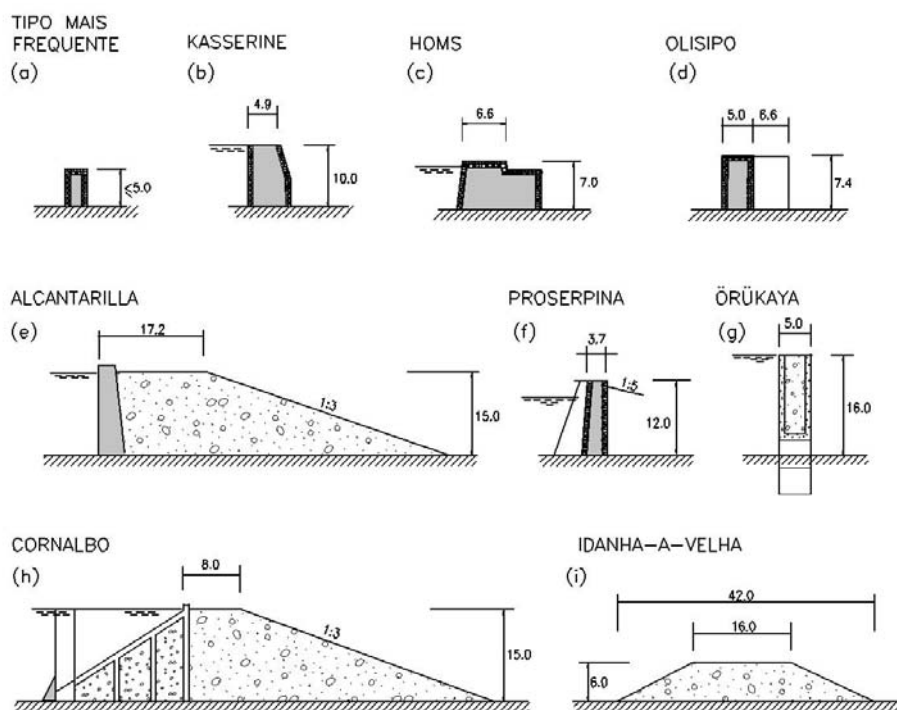 TIPO MAIS
FREQUENTE
(a)
≤5.0
KASSERINE
(b)
4.9
10.0
HOMS
(c)
6.6
7.0
OLISIPO
(d)
5.0
6.6
7.4
ALCANTARILLA
(e)
17.2
1:3
15.0
PROSERPINA
(f)
3.7
1:5
12.0
ÖRÜKAYA
(g)
5.0
16.0
CORNALBO
(h)
8.0
1:3
15.0
IDANHA-A-VELHA
(i)
42.0
16.0
6.0